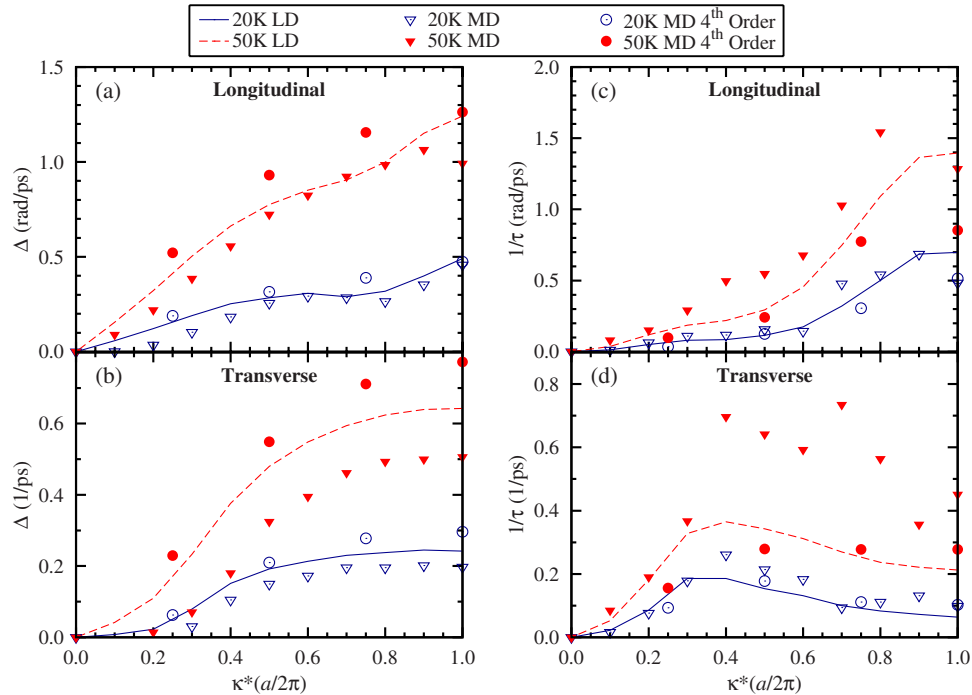 20K LD 20K MD 20K MD 4th Order
50K LD 50K MD 50K MD 4th Order
(a) Longitudinal
Δ (rad/ps)
1.5
1.0
0.5
0.0
(c) Longitudinal
1/τ (rad/ps)
2.0
1.5
1.0
0.5
0.0
(b) Transverse
Δ (1/ps)
0.6
0.4
0.2
0.0
0.0 0.2 0.4 0.6 0.8 1.0
κ*(a/2π)
(d) Transverse
1/τ (1/ps)
0.8
0.6
0.4
0.2
0.0
0.0 0.2 0.4 0.6 0.8 1.0
κ*(a/2π)